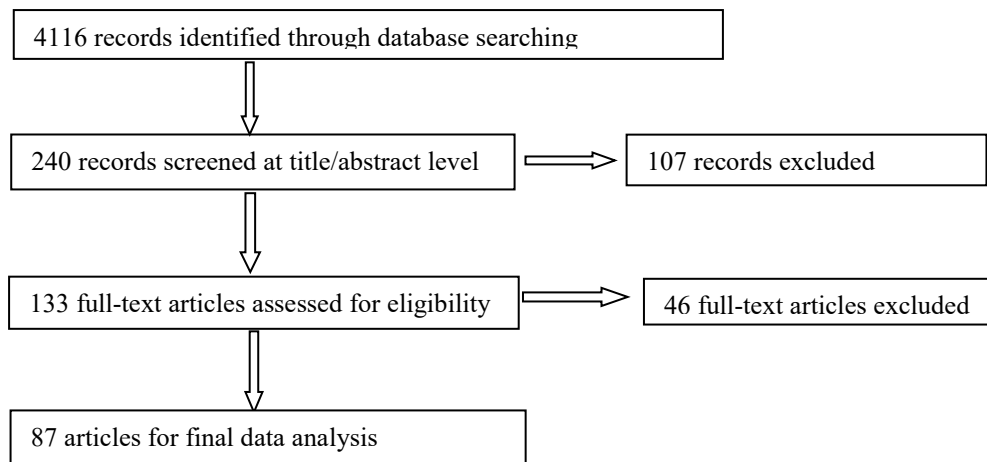 4116 records identified through database searching
240 records screened at title/abstract level
107 records excluded
133 full-text articles assessed for eligibility
46 full-text articles excluded
87 articles for final data analysis